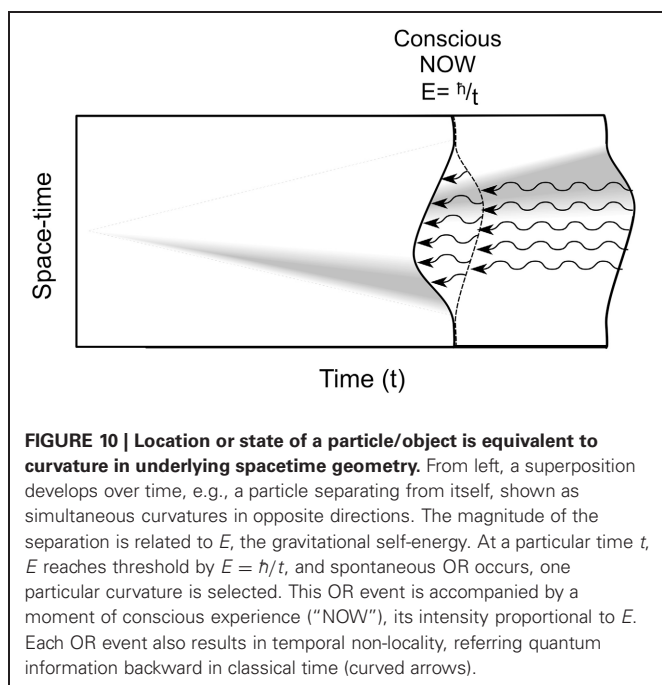 Conscious
NOW
E= ħ/t
Space-time
Time (t)
FIGURE 10 | Location or state of a particle/object is equivalent to
curvature in underlying spacetime geometry. From left, a superposition
develops over time, e.g., a particle separating from itself, shown as
simultaneous curvatures in opposite directions. The magnitude of the
separation is related to E, the gravitational self-energy. At a particular time t,
E reaches threshold by E = ħ/t, and spontaneous OR occurs, one
particular curvature is selected. This OR event is accompanied by a
moment of conscious experience (“NOW”), its intensity proportional to E.
Each OR event also results in temporal non-locality, referring quantum
information backward in classical time (curved arrows).